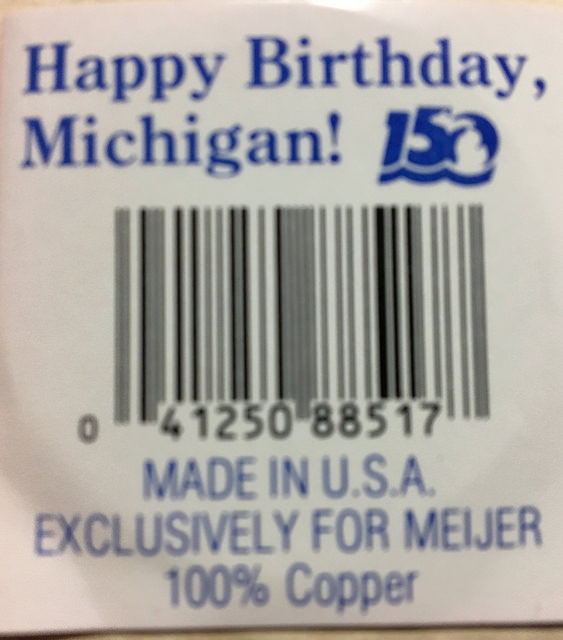 Happy Birthday,
Michigan! 150
0 41250 88517
MADE IN U.S.A.
EXCLUSIVELY FOR MEIJER
100% Copper